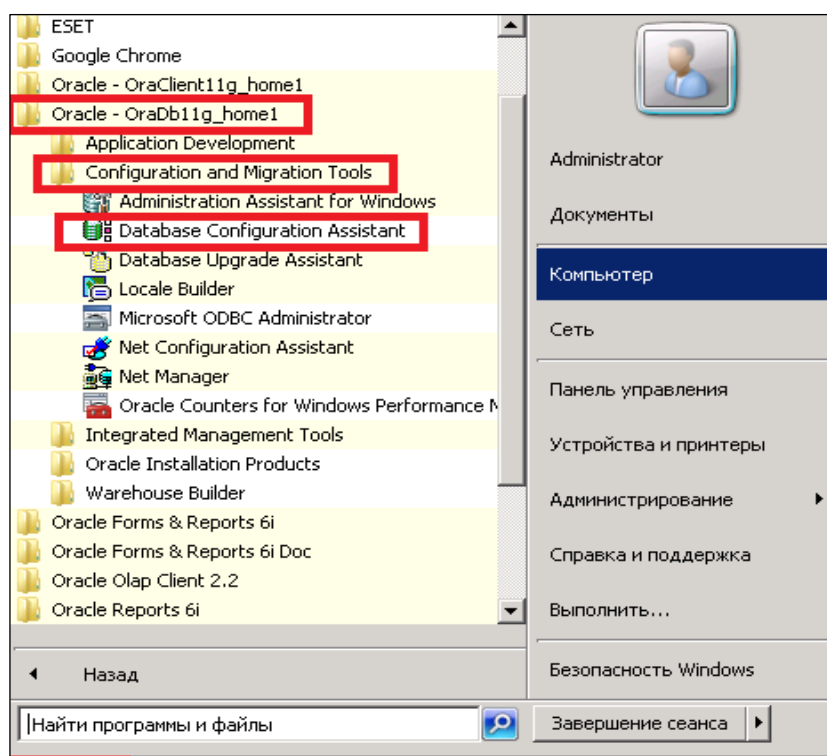 ESET
Google Chrome
Oracle - OraClient11g_home1
Oracle - OraDb11g_home1
Application Development
Configuration and Migration Tools
Administration Assistant for Windows
Database Configuration Assistant
Database Upgrade Assistant
Locale Builder
Microsoft ODBC Administrator
Net Configuration Assistant
Net Manager
Oracle Counters for Windows Performance
Integrated Management Tools
Oracle Installation Products
Warehouse Builder
Oracle Forms & Reports 6i
Oracle Forms & Reports 6i Doc
Oracle Olap Client 2.2
Oracle Reports 6i
Назад
Найти программы и файлы
Administrator
Документы
Компьютер
Сеть
Панель управления
Устройства и принтеры
Администрирование
Справка и поддержка
Выполнить...
Безопасность Windows
Завершение сеанса